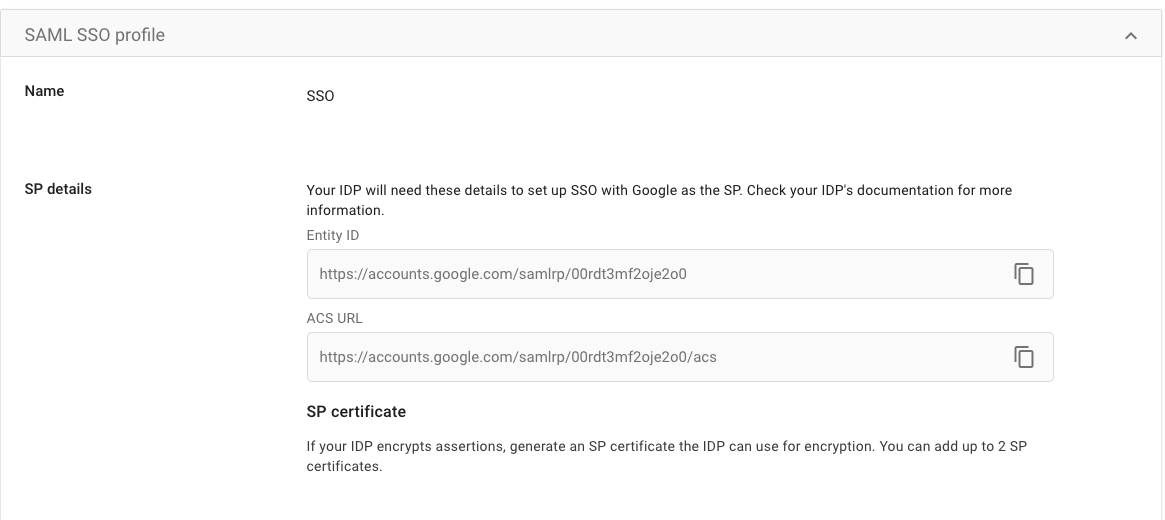 SAML SSO profile
Name
SSO
SP details
Your IDP will need these details to set up SSO with Google as the SP. Check your IDP's documentation for more
information.
Entity ID
https://accounts.google.com/samlrp/00rdt3mf2oje2o0
ACS URL
https://accounts.google.com/samlrp/00rdt3mf2oje2o0/acs
SP certificate
If your IDP encrypts assertions, generate an SP certificate the IDP can use for encryption. You can add up to 2 SP
certificates.